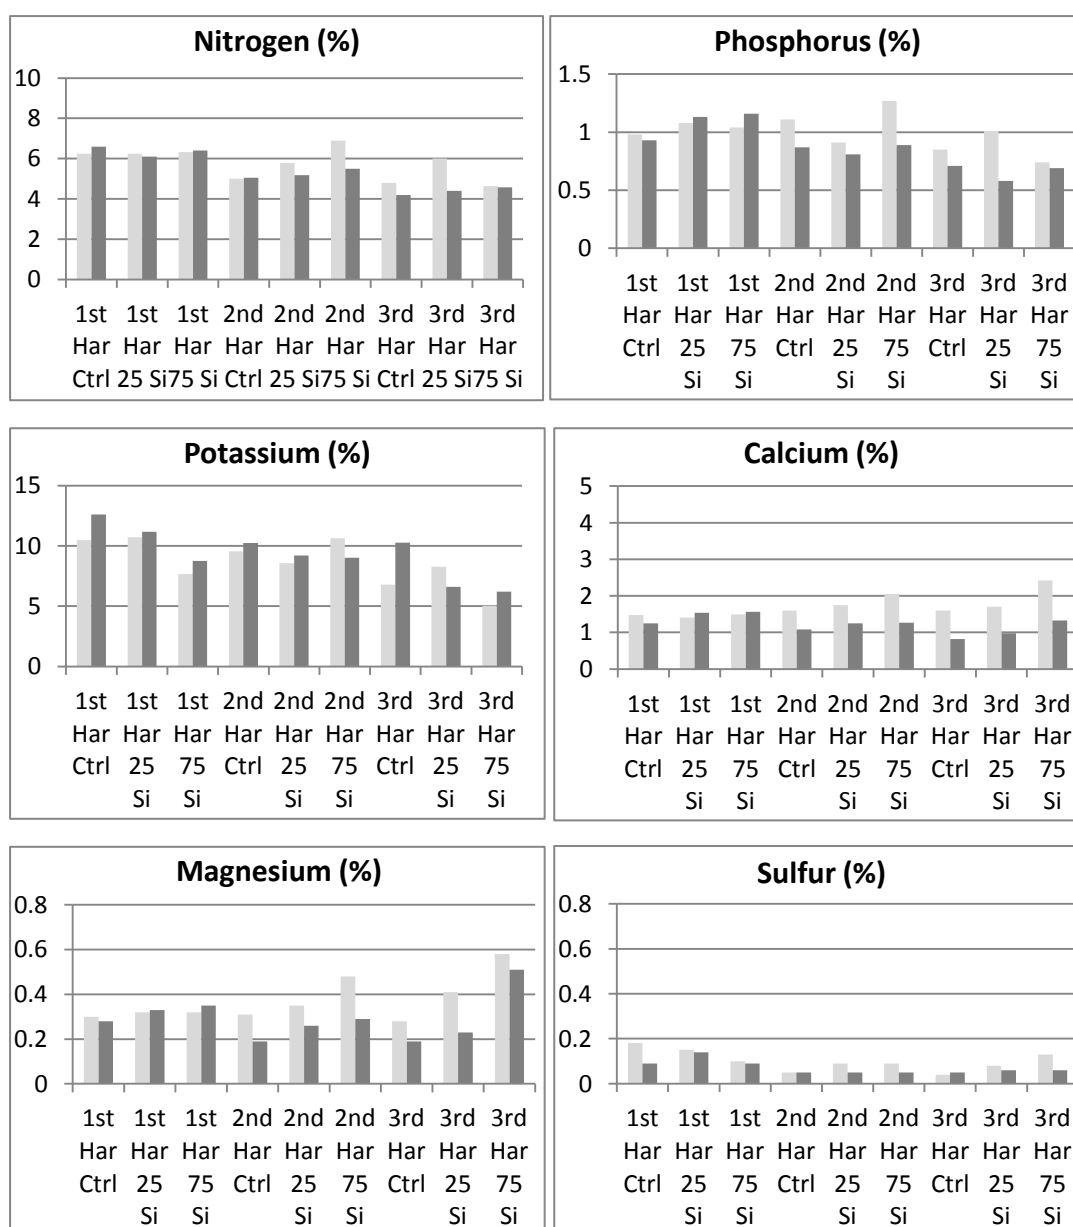 Nitrogen (%)
10
8
6
4
2
0
1st 1st 1st 2nd 2nd 2nd 3rd 3rd 3rd
Har Har Har Har Har Har Har Har Har
Ctrl 25 Si75 Si Ctrl 25 Si75 Si Ctrl 25 Si75 Si
Phosphorus (%)
1.5
1
0.5
0
1st 1st 1st 2nd 2nd 2nd 3rd 3rd 3rd
Har Har Har Har Har Har Har Har Har
Ctrl 25 75 Ctrl 25 75 Ctrl 25 75
Si Si Si Si Si Si
Potassium (%)
15
10
5
0
1st 1st 1st 2nd 2nd 2nd 3rd 3rd 3rd
Har Har Har Har Har Har Har Har Har
Ctrl 25 75 Ctrl 25 75 Ctrl 25 75
Si Si Si Si Si Si
Calcium (%)
5
4
3
2
1
0
1st 1st 1st 2nd 2nd 2nd 3rd 3rd 3rd
Har Har Har Har Har Har Har Har Har
Ctrl 25 75 Ctrl 25 75 Ctrl 25 75
Si Si Si Si Si Si
Magnesium (%)
0.8
0.6
0.4
0.2
0
1st 1st 1st 2nd 2nd 2nd 3rd 3rd 3rd
Har Har Har Har Har Har Har Har Har
Ctrl 25 75 Ctrl 25 75 Ctrl 25 75
Si Si Si Si Si Si
Sulfur (%)
0.8
0.6
0.4
0.2
0
1st 1st 1st 2nd 2nd 2nd 3rd 3rd 3rd
Har Har Har Har Har Har Har Har Har
Ctrl 25 75 Ctrl 25 75 Ctrl 25 75
Si Si Si Si Si Si